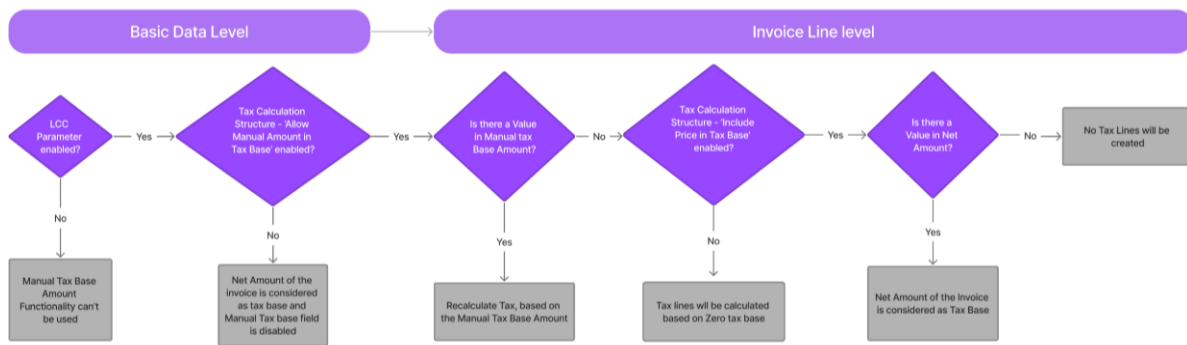 Basic Data Level
Invoice Line level
LCC
Parameter
enabled?
Yes
Tax Calculation
Structure - 'Allow
Manual Amount in
Tax Base' enabled?
Yes
Is there a Value
in Manual tax
Base Amount?
No
Tax Calculation
Structure - 'Include
Price in Tax Base'
enabled?
Yes
Is there a
Value in Net
Amount?
No
No Tax Lines will be
created
No
No
Yes
No
Yes
Manual Tax Base
Amount
Functionality can't
be used
Net Amount of the
invoice is considered
as tax base and
Manual Tax base field
is disabled
Recalculate Tax, based on
the Manual Tax Base Amount
Tax lines wll be calculated
based on Zero tax base
Net Amount of the Invoice
is considered as Tax Base